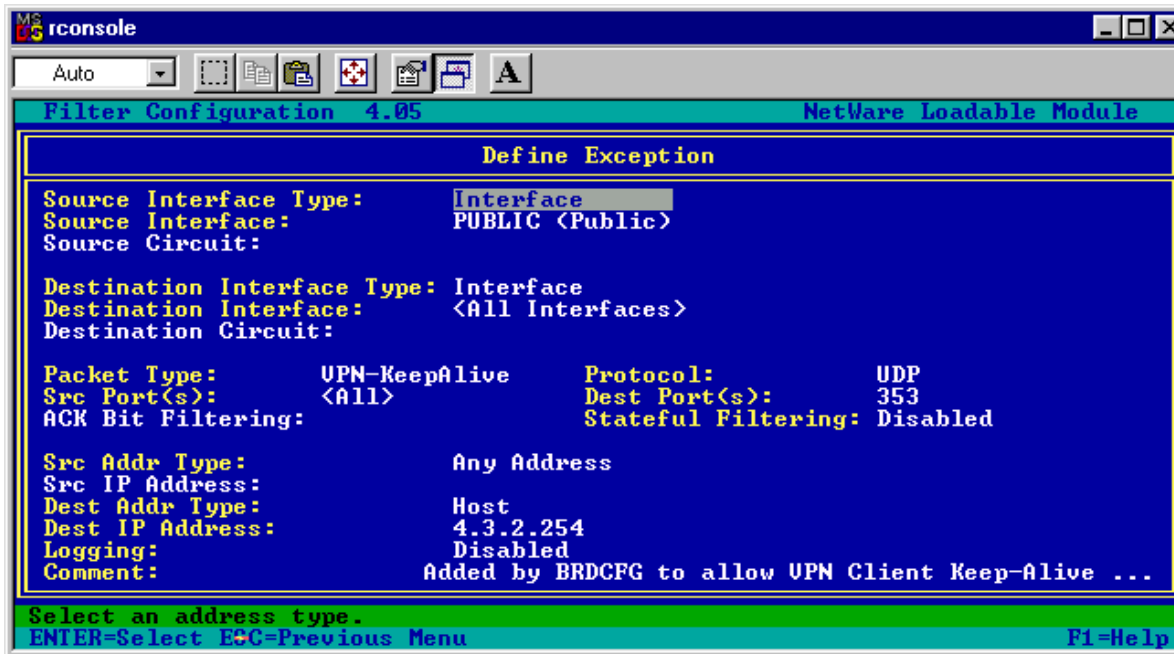 MS DOS rconsole
Auto A
Filter Configuration 4.05 NetWare Loadable Module
Define Exception
Source Interface Type: Interface
Source Interface: PUBLIC <Public>
Source Circuit:
Destination Interface Type: Interface
Destination Interface: <All Interfaces>
Destination Circuit:
Packet Type: VPN-KeepAlive Protocol: UDP
Src Port(s): <All> Dest Port(s): 353
ACK Bit Filtering: Stateful Filtering: Disabled
Src Addr Type: Any Address
Src IP Address:
Dest Addr Type: Host
Dest IP Address: 4.3.2.254
Logging: Disabled
Comment: Added by BRDCFG to allow VPN Client Keep-Alive ...
Select an address type.
ENTER=Select ESC=Previous Menu F1=Help